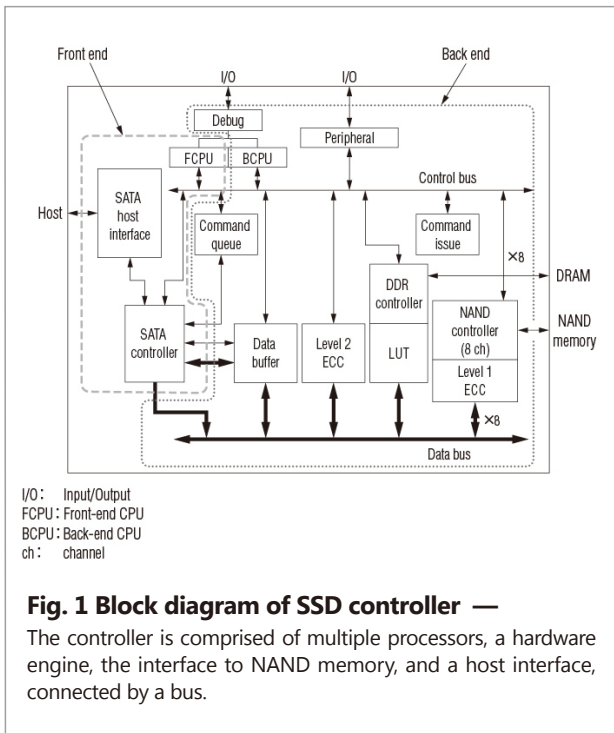 Front end
Back end
I/O
I/O
Debug
Peripheral
FCPU
BCPU
Control bus
SATA
host
interface
Host
Command
queue
Command
issue
×8
DDR
controller
DRAM
SATA
controller
Data
buffer
Level 2
ECC
LUT
NAND
controller
(8 ch)
NAND
memory
Level 1
ECC
×8
Data bus
I/O： Input/Output
FCPU：Front-end CPU
BCPU：Back-end CPU
ch： channel
Fig. 1 Block diagram of SSD controller —
The controller is comprised of multiple processors, a hardware
engine, the interface to NAND memory, and a host interface,
connected by a bus.